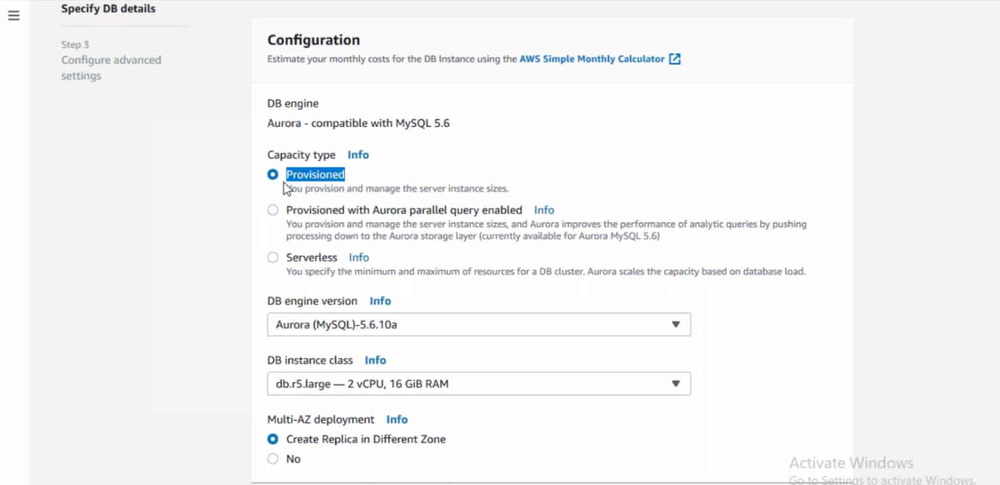 Specify DB details
Step 3
Configure advanced
settings
Configuration
Estimate your monthly costs for the DB Instance using the AWS Simple Monthly Calculator
DB engine
Aurora - compatible with MySQL 5.6
Capacity type Info
Provisioned
You provision and manage the server instance sizes.
Provisioned with Aurora parallel query enabled Info
You provision and manage the server instance sizes, and Aurora improves the performance of analytic queries by pushing
processing down to the Aurora storage layer (currently available for Aurora MySQL 5.6)
Serverless Info
You specify the minimum and maximum of resources for a DB cluster. Aurora scales the capacity based on database load.
DB engine version Info
Aurora (MySQL)-5.6.10a
DB instance class Info
db.r5.large — 2 vCPU, 16 GiB RAM
Multi-AZ deployment Info
Create Replica in Different Zone
No
Activate Windows
Go to Settings to activate Windows.